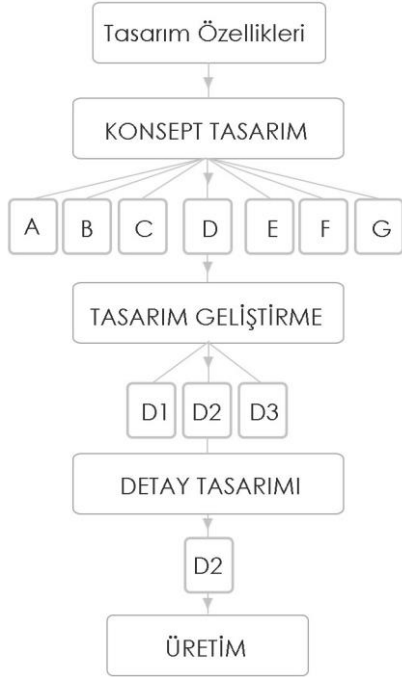 Tasarım Özellikleri
KONSEPT TASARIM
A B C D E F G
TASARIM GELİŞTİRME
D1 D2 D3
DETAY TASARIMI
D2
ÜRETİM